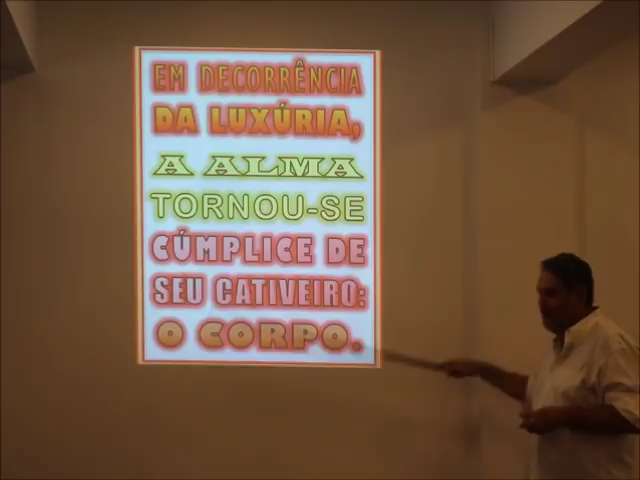 EM DECORRÊNCIA
DA LUXÚRIA,
A ALMA
TORNOU-SE
CÚMPLICE DE
SEU CATIVEIRO:
O CORPO.